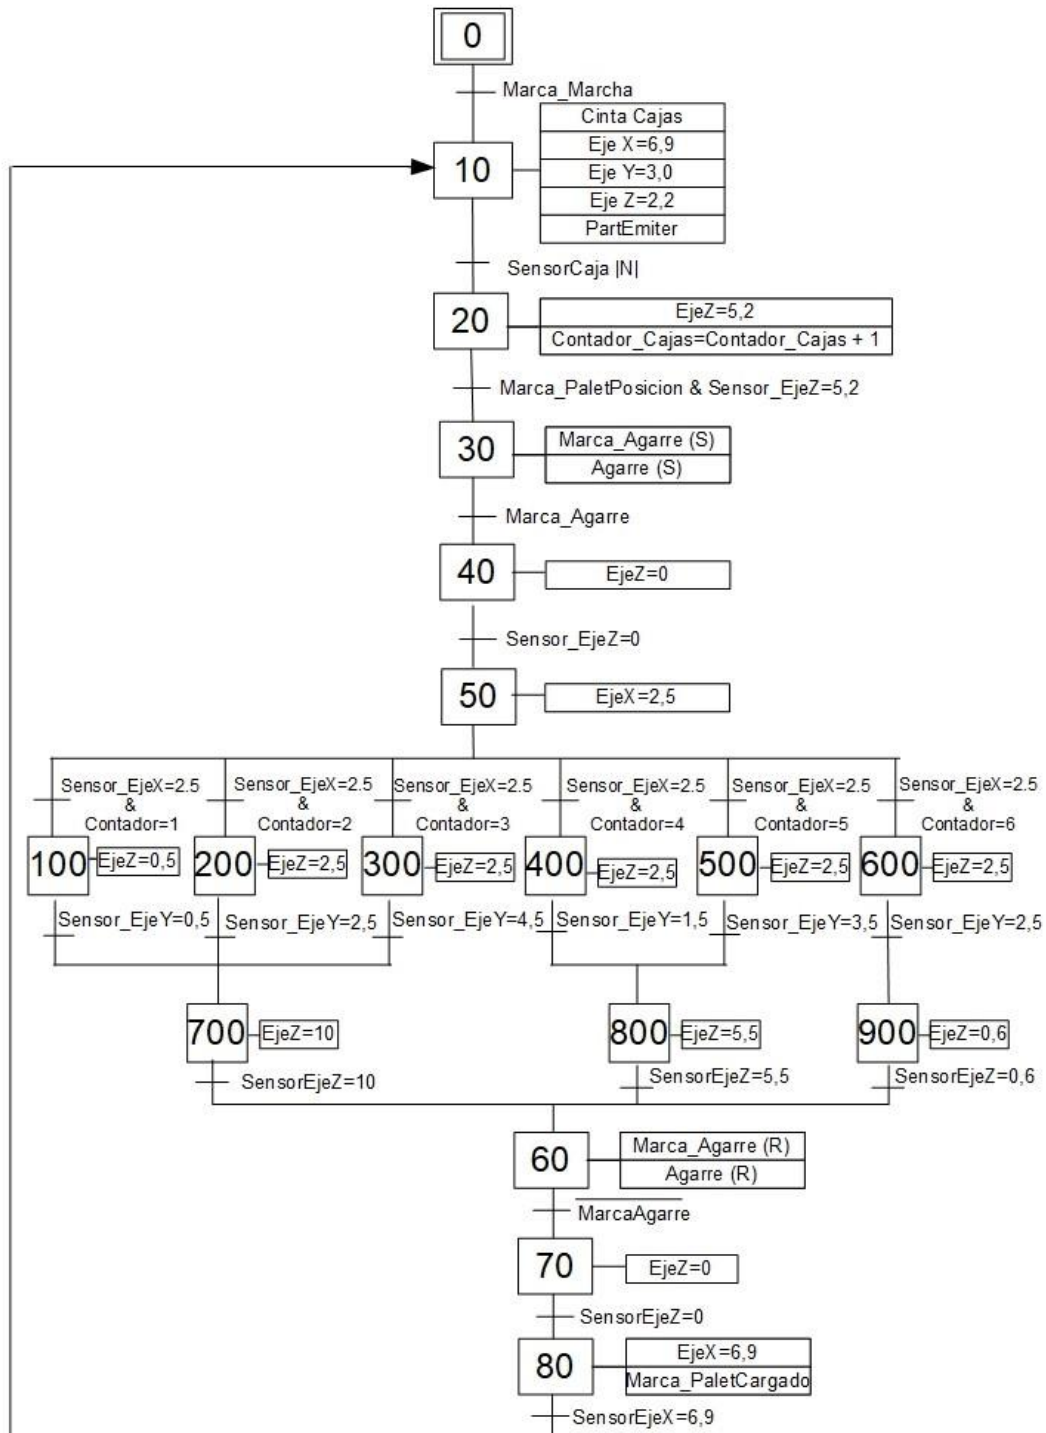 0
Marca_Marcha
Cinta Cajas
Eje X=6,9
10
Eje Y=3,0
Eje Z=2,2
PartEmiter
SensorCaja |N|
20
EjeZ=5,2
Contador_Cajas=Contador_Cajas + 1
Marca_PaletPosicion & Sensor_EjeZ=5,2
30
Marca_Agarre (S)
Agarre (S)
Marca_Agarre
40
EjeZ=0
Sensor_EjeZ=0
50
EjeX=2,5
Sensor_EjeX=2.5
&
Contador=1
Sensor_EjeX=2.5
&
Contador=2
Sensor_EjeX=2.5
&
Contador=3
Sensor_EjeX=2.5
&
Contador=4
Sensor_EjeX=2.5
&
Contador=5
Sensor_EjeX=2.5
&
Contador=6
100
EjeZ=0,5
200
EjeZ=2,5
300
EjeZ=2,5
400
EjeZ=2,5
500
EjeZ=2,5
600
EjeZ=2,5
Sensor_EjeY=0,5
Sensor_EjeY=2,5
Sensor_EjeY=4,5
Sensor_EjeY=1,5
Sensor_EjeY=3,5
Sensor_EjeY=2,5
700
EjeZ=10
800
EjeZ=5,5
900
EjeZ=0,6
SensorEjeZ=10
SensorEjeZ=5,5
SensorEjeZ=0,6
60
Marca_Agarre (R)
Agarre (R)
MarcaAgarre
70
EjeZ=0
SensorEjeZ=0
80
EjeX=6,9
Marca_PaletCargado
SensorEjeX=6,9